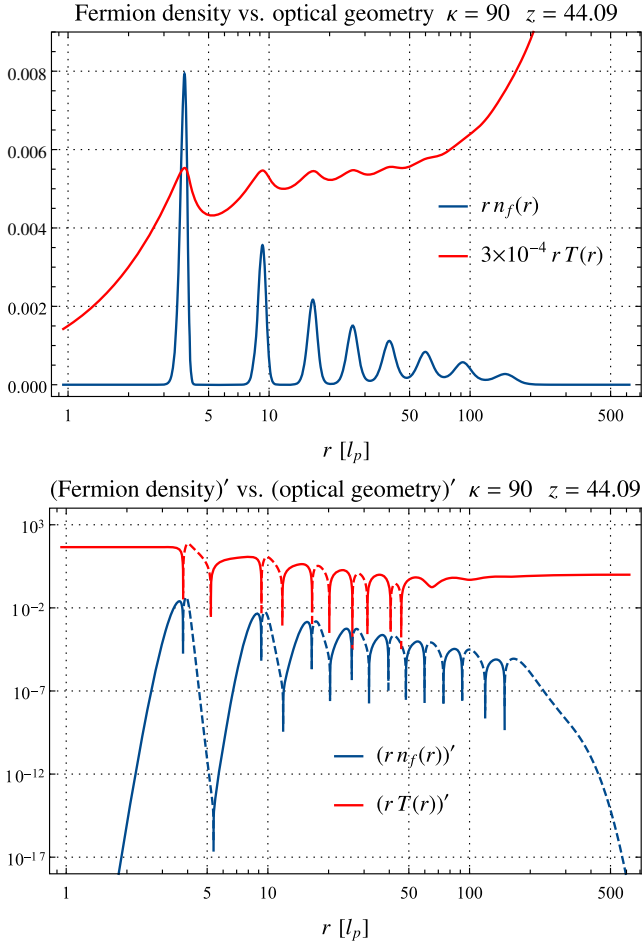 Fermion density vs. optical geometry κ = 90 z = 44.09
0.008
0.006
0.004
0.002
0.000
r n_f(r)
3×10⁻⁴ r T(r)
1 5 10 50 100 500
r [l_p]
(Fermion density)′ vs. (optical geometry)′ κ = 90 z = 44.09
10³
10⁻²
10⁻⁷
10⁻¹²
10⁻¹⁷
(r n_f(r))′
(r T(r))′
1 5 10 50 100 500
r [l_p]